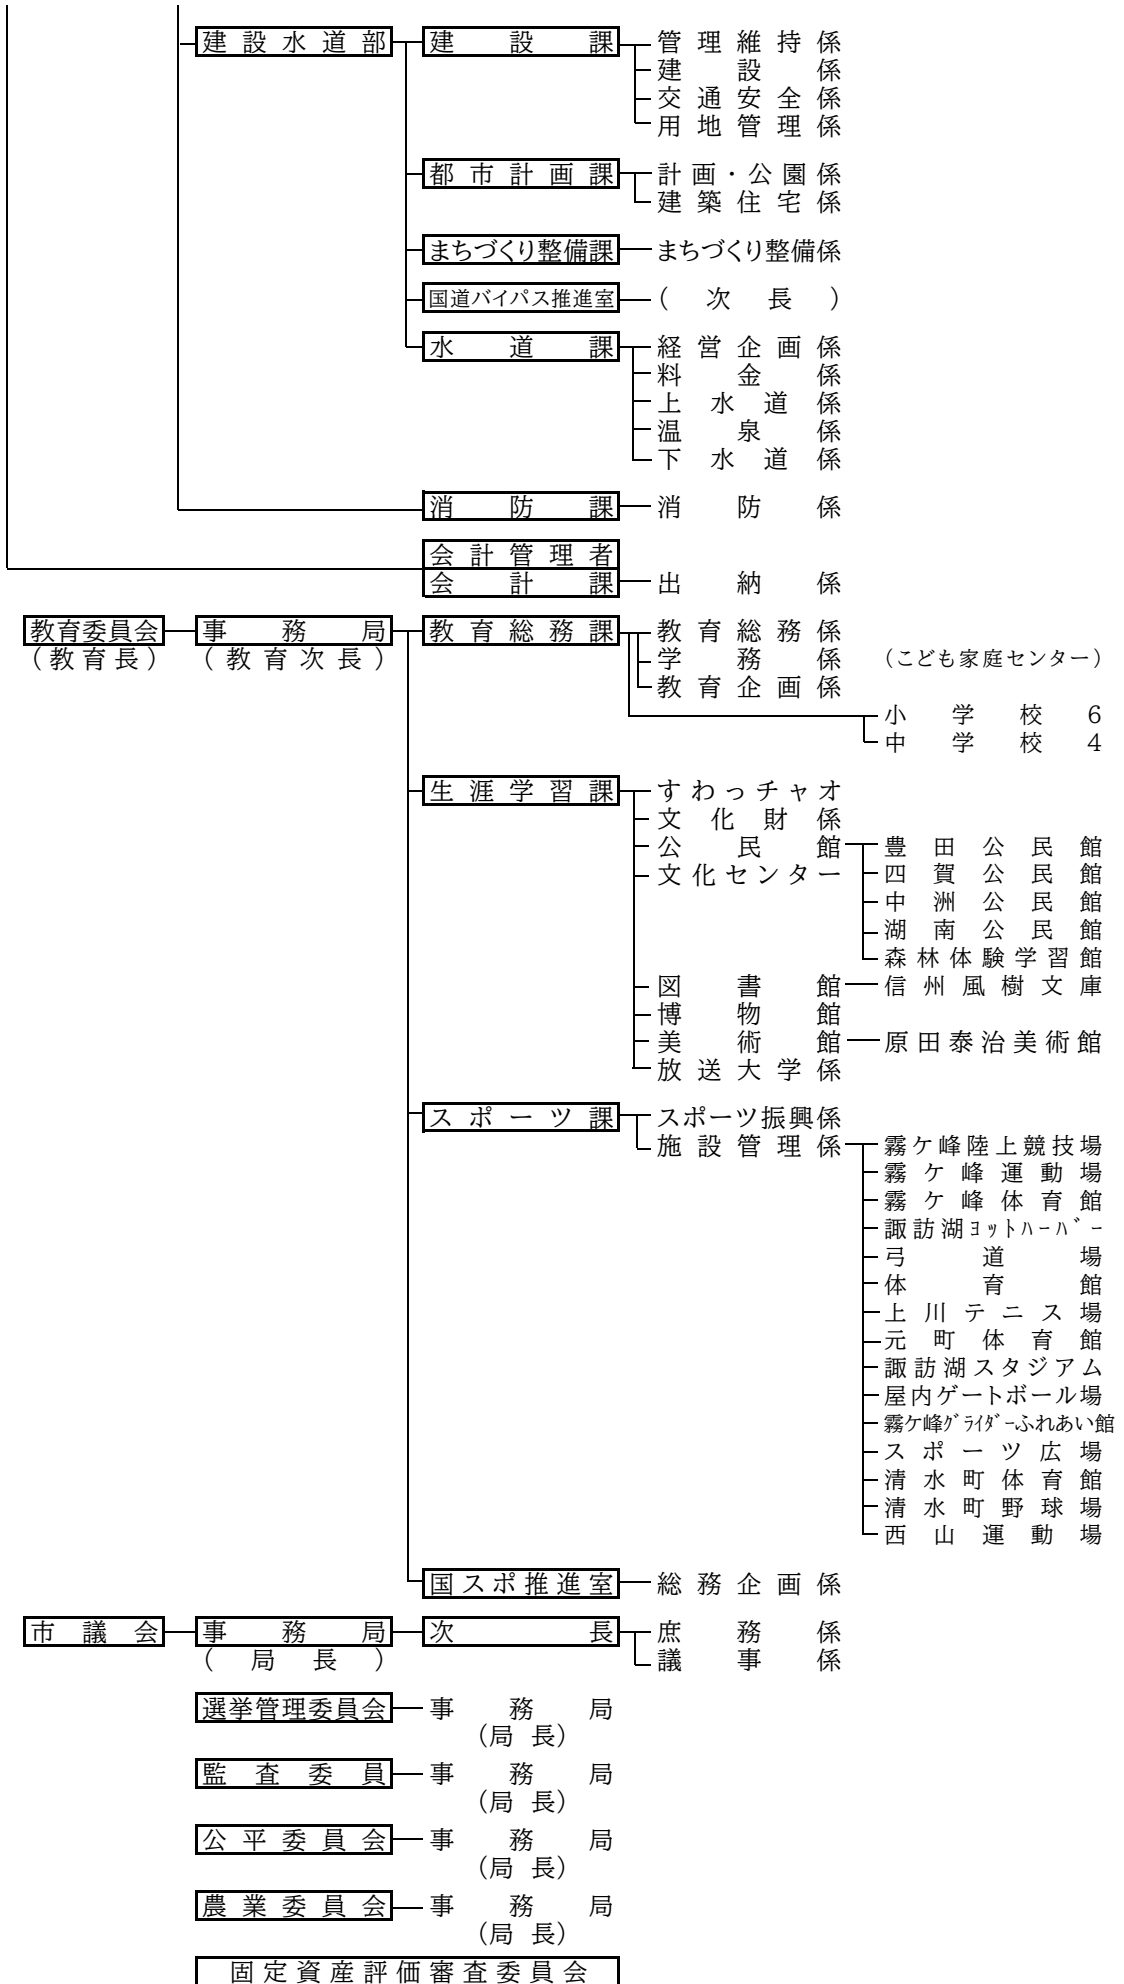 建設水道部 建設課 管理維持係
建設係
交通安全係
用地管理係
都市計画課 計画・公園係
建築住宅係
まちづくり整備課 まちづくり整備係
国道バイパス推進室 (次長)
水道課 経営企画係
料金係
上水道係
温泉係
下水道係
消防課 消防係
会計管理者
会計課 出納係
教育委員会 事務局 教育総務課 教育総務係
(教育長) (教育次長) 学務係 (こども家庭センター)
教育企画係
小学校6
中学校4
生涯学習課 すわっチャオ
文化財係
公民館 豊田公民館
文化センター 四賀公民館
中洲公民館
湖南公民館
森林体験学習館
図書館 信州風樹文庫
博物館
美術館 原田泰治美術館
放送大学係
スポーツ課 スポーツ振興係
施設管理係 霧ケ峰陸上競技場
霧ケ峰運動場
霧ケ峰体育館
諏訪湖ﾖｯﾄﾊｰﾊﾞｰ
弓道場
体育館
上川テニス場
元町体育館
諏訪湖スタジアム
屋内ゲートボール場
霧ケ峰ｸﾞﾗｲﾀﾞｰふれあい館
スポーツ広場
清水町体育館
清水町野球場
西山運動場
国スポ推進室 総務企画係
市議会 事務局 次長 庶務係
(局長) 議事係
選挙管理委員会 事務局
(局長)
監査委員 事務局
(局長)
公平委員会 事務局
(局長)
農業委員会 事務局
(局長)
固定資産評価審査委員会